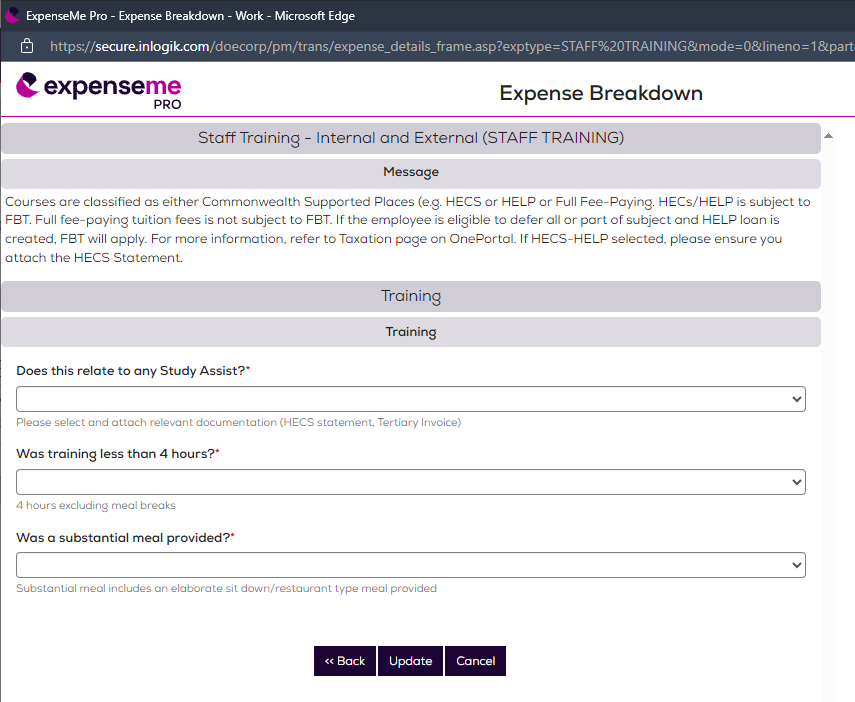 ExpenseMe Pro - Expense Breakdown - Work - Microsoft Edge
https://secure.inlogik.com/doecorp/pm/trans/expense_details_frame.asp?exptype=STAFF%20TRAINING&mode=0&lineno=1&part
expenseme
PRO
Expense Breakdown
Staff Training - Internal and External (STAFF TRAINING)
Message
Courses are classified as either Commonwealth Supported Places (e.g. HECS or HELP or Full Fee-Paying. HECs/HELP is subject to
FBT. Full fee-paying tuition fees is not subject to FBT. If the employee is eligible to defer all or part of subject and HELP loan is
created, FBT will apply. For more information, refer to Taxation page on OnePortal. If HECS-HELP selected, please ensure you
attach the HECS Statement.
Training
Training
Does this relate to any Study Assist?*
Please select and attach relevant documentation (HECS statement, Tertiary Invoice)
Was training less than 4 hours?*
4 hours excluding meal breaks
Was a substantial meal provided?*
Substantial meal includes an elaborate sit down/restaurant type meal provided
‹‹ Back
Update
Cancel